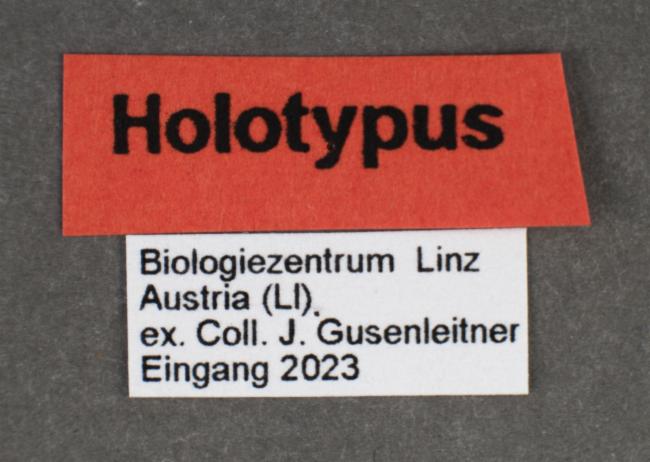 Holotypus
Biologiezentrum Linz
Austria (LI).
ex. Coll. J. Gusenleitner
Eingang 2023